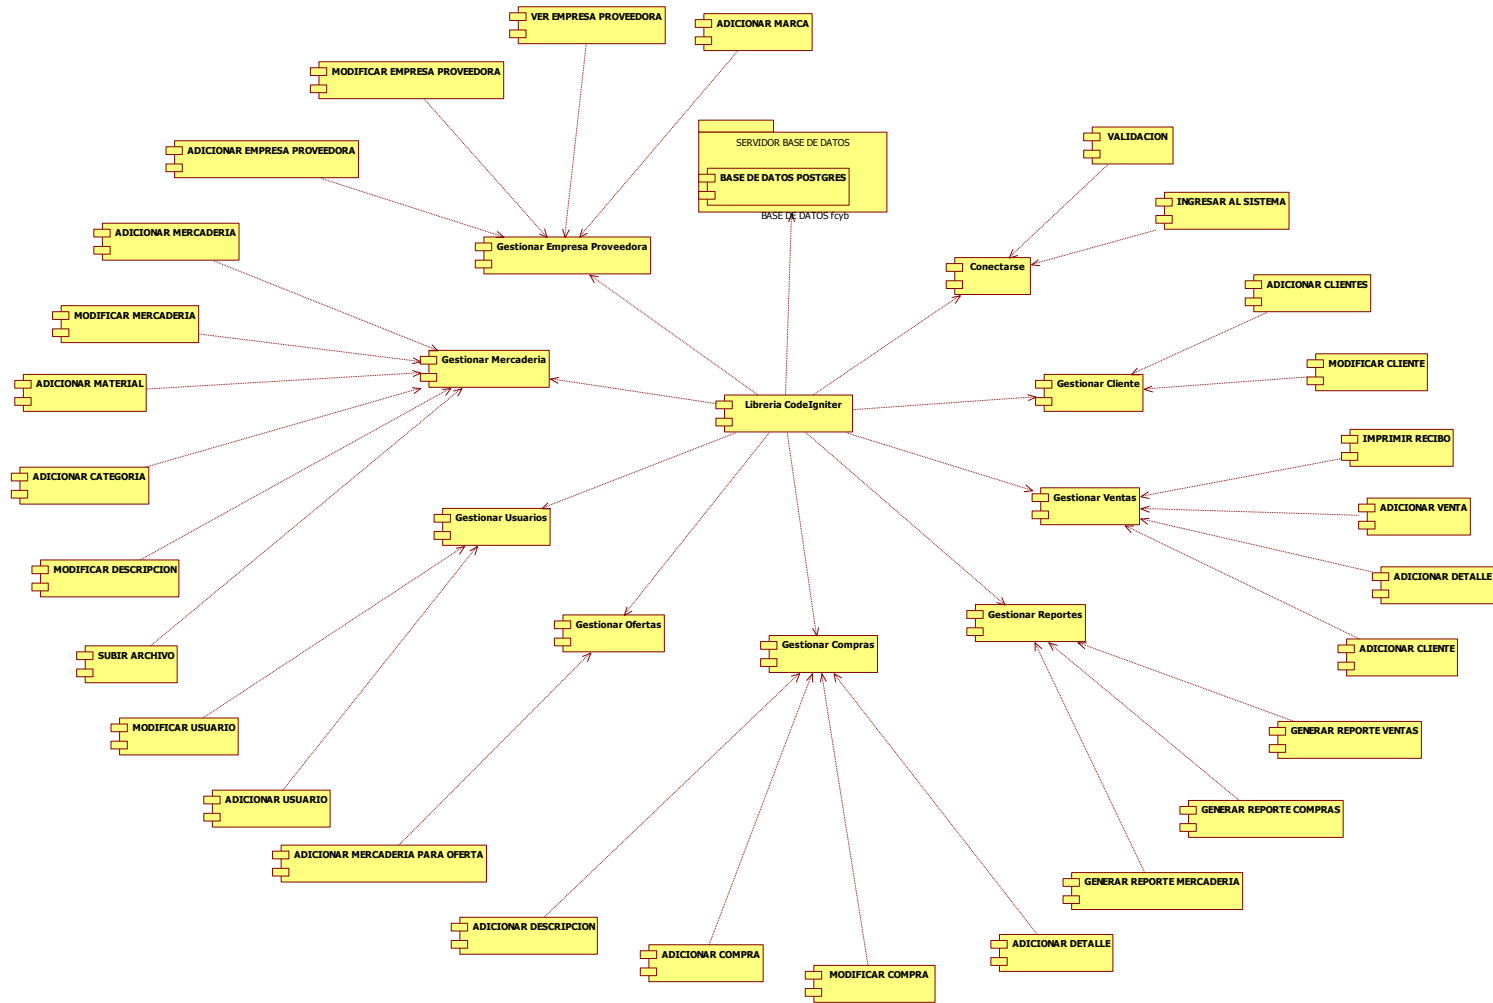 VER EMPRESA PROVEEDORA
ADICIONAR MARCA
MODIFICAR EMPRESA PROVEEDORA
ADICIONAR EMPRESA PROVEEDORA
SERVIDOR BASE DE DATOS
BASE DE DATOS POSTGRES
BASE DE DATOS fcyb
VALIDACION
INGRESAR AL SISTEMA
ADICIONAR MERCADERIA
Gestionar Empresa Proveedora
Conectarse
ADICIONAR CLIENTES
MODIFICAR MERCADERIA
Gestionar Mercaderia
MODIFICAR CLIENTE
ADICIONAR MATERIAL
Gestionar Cliente
Libreria CodeIgniter
IMPRIMIR RECIBO
ADICIONAR CATEGORIA
Gestionar Ventas
ADICIONAR VENTA
Gestionar Usuarios
MODIFICAR DESCRIPCION
ADICIONAR DETALLE
Gestionar Ofertas
Gestionar Reportes
Gestionar Compras
ADICIONAR CLIENTE
SUBIR ARCHIVO
MODIFICAR USUARIO
GENERAR REPORTE VENTAS
ADICIONAR USUARIO
GENERAR REPORTE COMPRAS
ADICIONAR MERCADERIA PARA OFERTA
GENERAR REPORTE MERCADERIA
ADICIONAR DESCRIPCION
ADICIONAR COMPRA
ADICIONAR DETALLE
MODIFICAR COMPRA